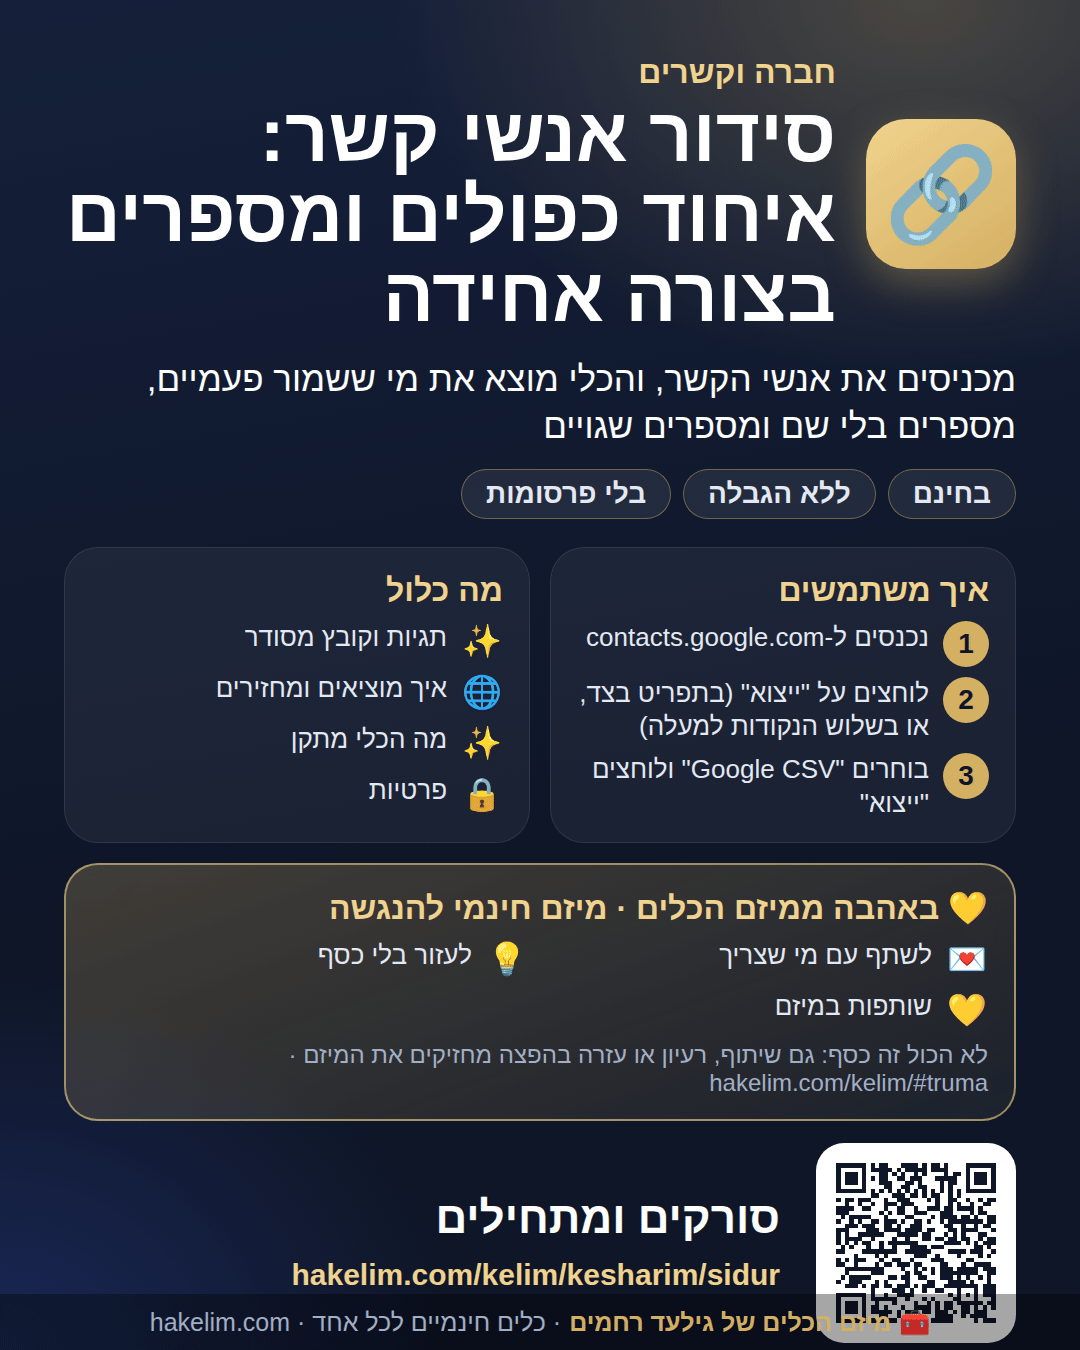 חברה וקשרים
סידור אנשי קשר:
איחוד כפולים ומספרים
בצורה אחידה
מכניסים את אנשי הקשר, והכלי מוצא את מי ששמור פעמיים,
מספרים בלי שם ומספרים שגויים
בחינם
ללא הגבלה
בלי פרסומות
איך משתמשים
1 נכנסים ל-contacts.google.com
2 לוחצים על "ייצוא" (בתפריט בצד,
או בשלוש הנקודות למעלה)
3 בוחרים "Google CSV" ולוחצים
"ייצוא"
מה כלול
תגיות וקובץ מסודר
איך מוציאים ומחזירים
מה הכלי מתקן
פרטיות
באהבה ממיזם הכלים · מיזם חינמי להנגשה
לשתף עם מי שצריך
לעזור בלי כסף
שותפות במיזם
לא הכול זה כסף: גם שיתוף, רעיון או עזרה בהפצה מחזיקים את המיזם ·
hakelim.com/kelim/#truma
סורקים ומתחילים
hakelim.com/kelim/kesharim/sidur
מיזם הכלים של גילעד רחמים · כלים חינמיים לכל אחד · hakelim.com